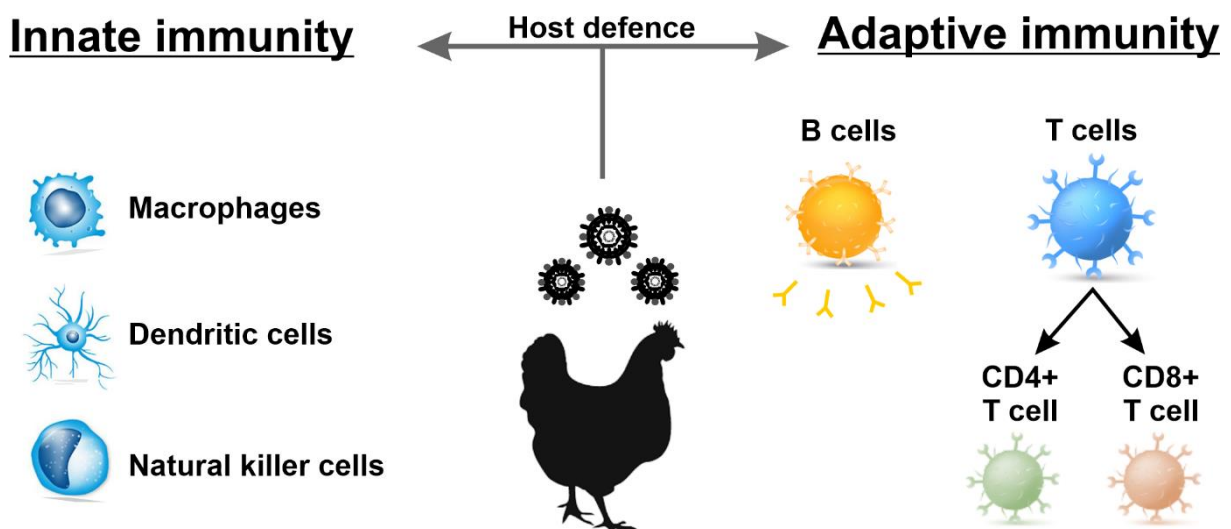 Innate immunity
Host defence
Adaptive immunity
Macrophages
Dendritic cells
Natural killer cells
B cells
T cells
CD4+
T cell
CD8+
T cell